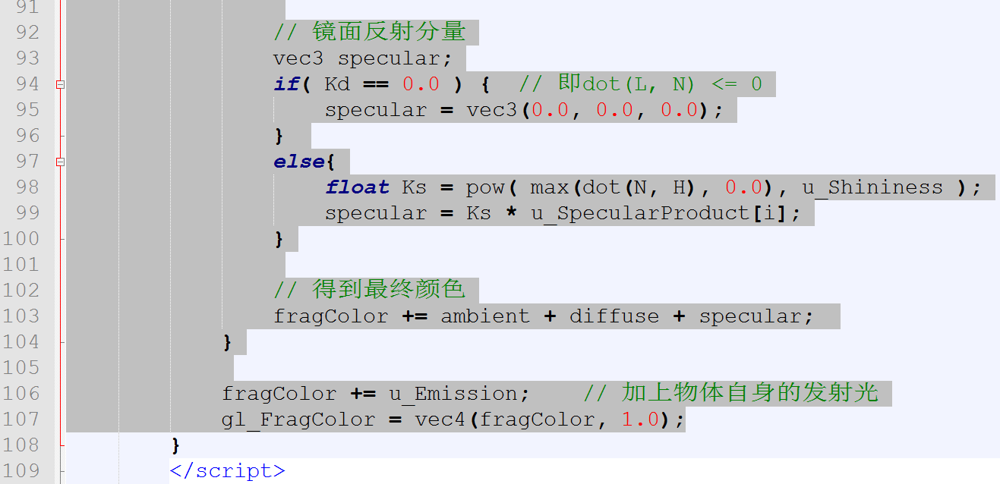 91
92 // 镜面反射分量
93 vec3 specular;
94 if( Kd == 0.0 ) { // 即dot(L, N) <= 0
95 specular = vec3(0.0, 0.0, 0.0);
96 }
97 else{
98 float Ks = pow( max(dot(N, H), 0.0), u_Shininess );
99 specular = Ks * u_SpecularProduct[i];
100 }
101
102 // 得到最终颜色
103 fragColor += ambient + diffuse + specular;
104 }
105
106 fragColor += u_Emission; // 加上物体自身的发射光
107 gl_FragColor = vec4(fragColor, 1.0);
108 }
109 </script>